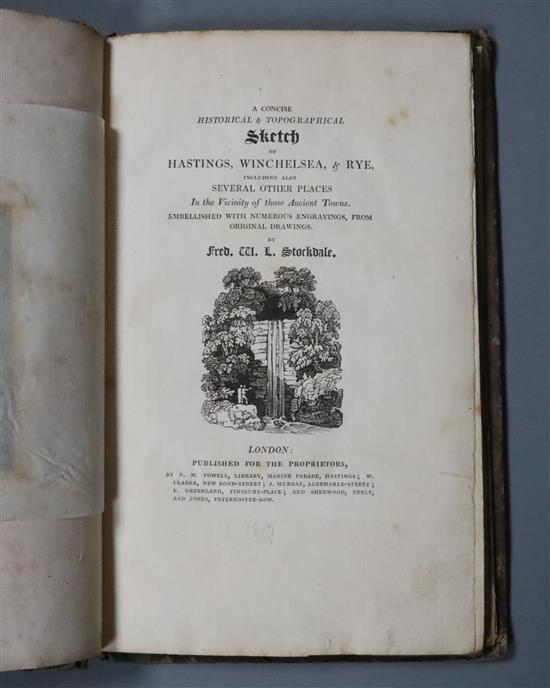 A CONCISE
HISTORICAL & TOPOGRAPHICAL
Sketch
OF
HASTINGS, WINCHELSEA, & RYE,
INCLUDING ALSO
SEVERAL OTHER PLACES
In the Vicinity of those Ancient Towns.
EMBELLISHED WITH NUMEROUS ENGRAVINGS, FROM
ORIGINAL DRAWINGS.
BY
Fred. W. L. Stockdale.
LONDON:
PUBLISHED FOR THE PROPRIETORS,
BY P. M. POWELL, LIBRARY, MARINE PARADE, HASTINGS; W.
CLARKE, NEW BOND-STREET; J. MURRAY, ALBEMARLE-STREET;
E. GREENLAND, FINSBURY-PLACE; AND SHERWOOD, NEELY,
AND JONES, PATERNOSTER-ROW.